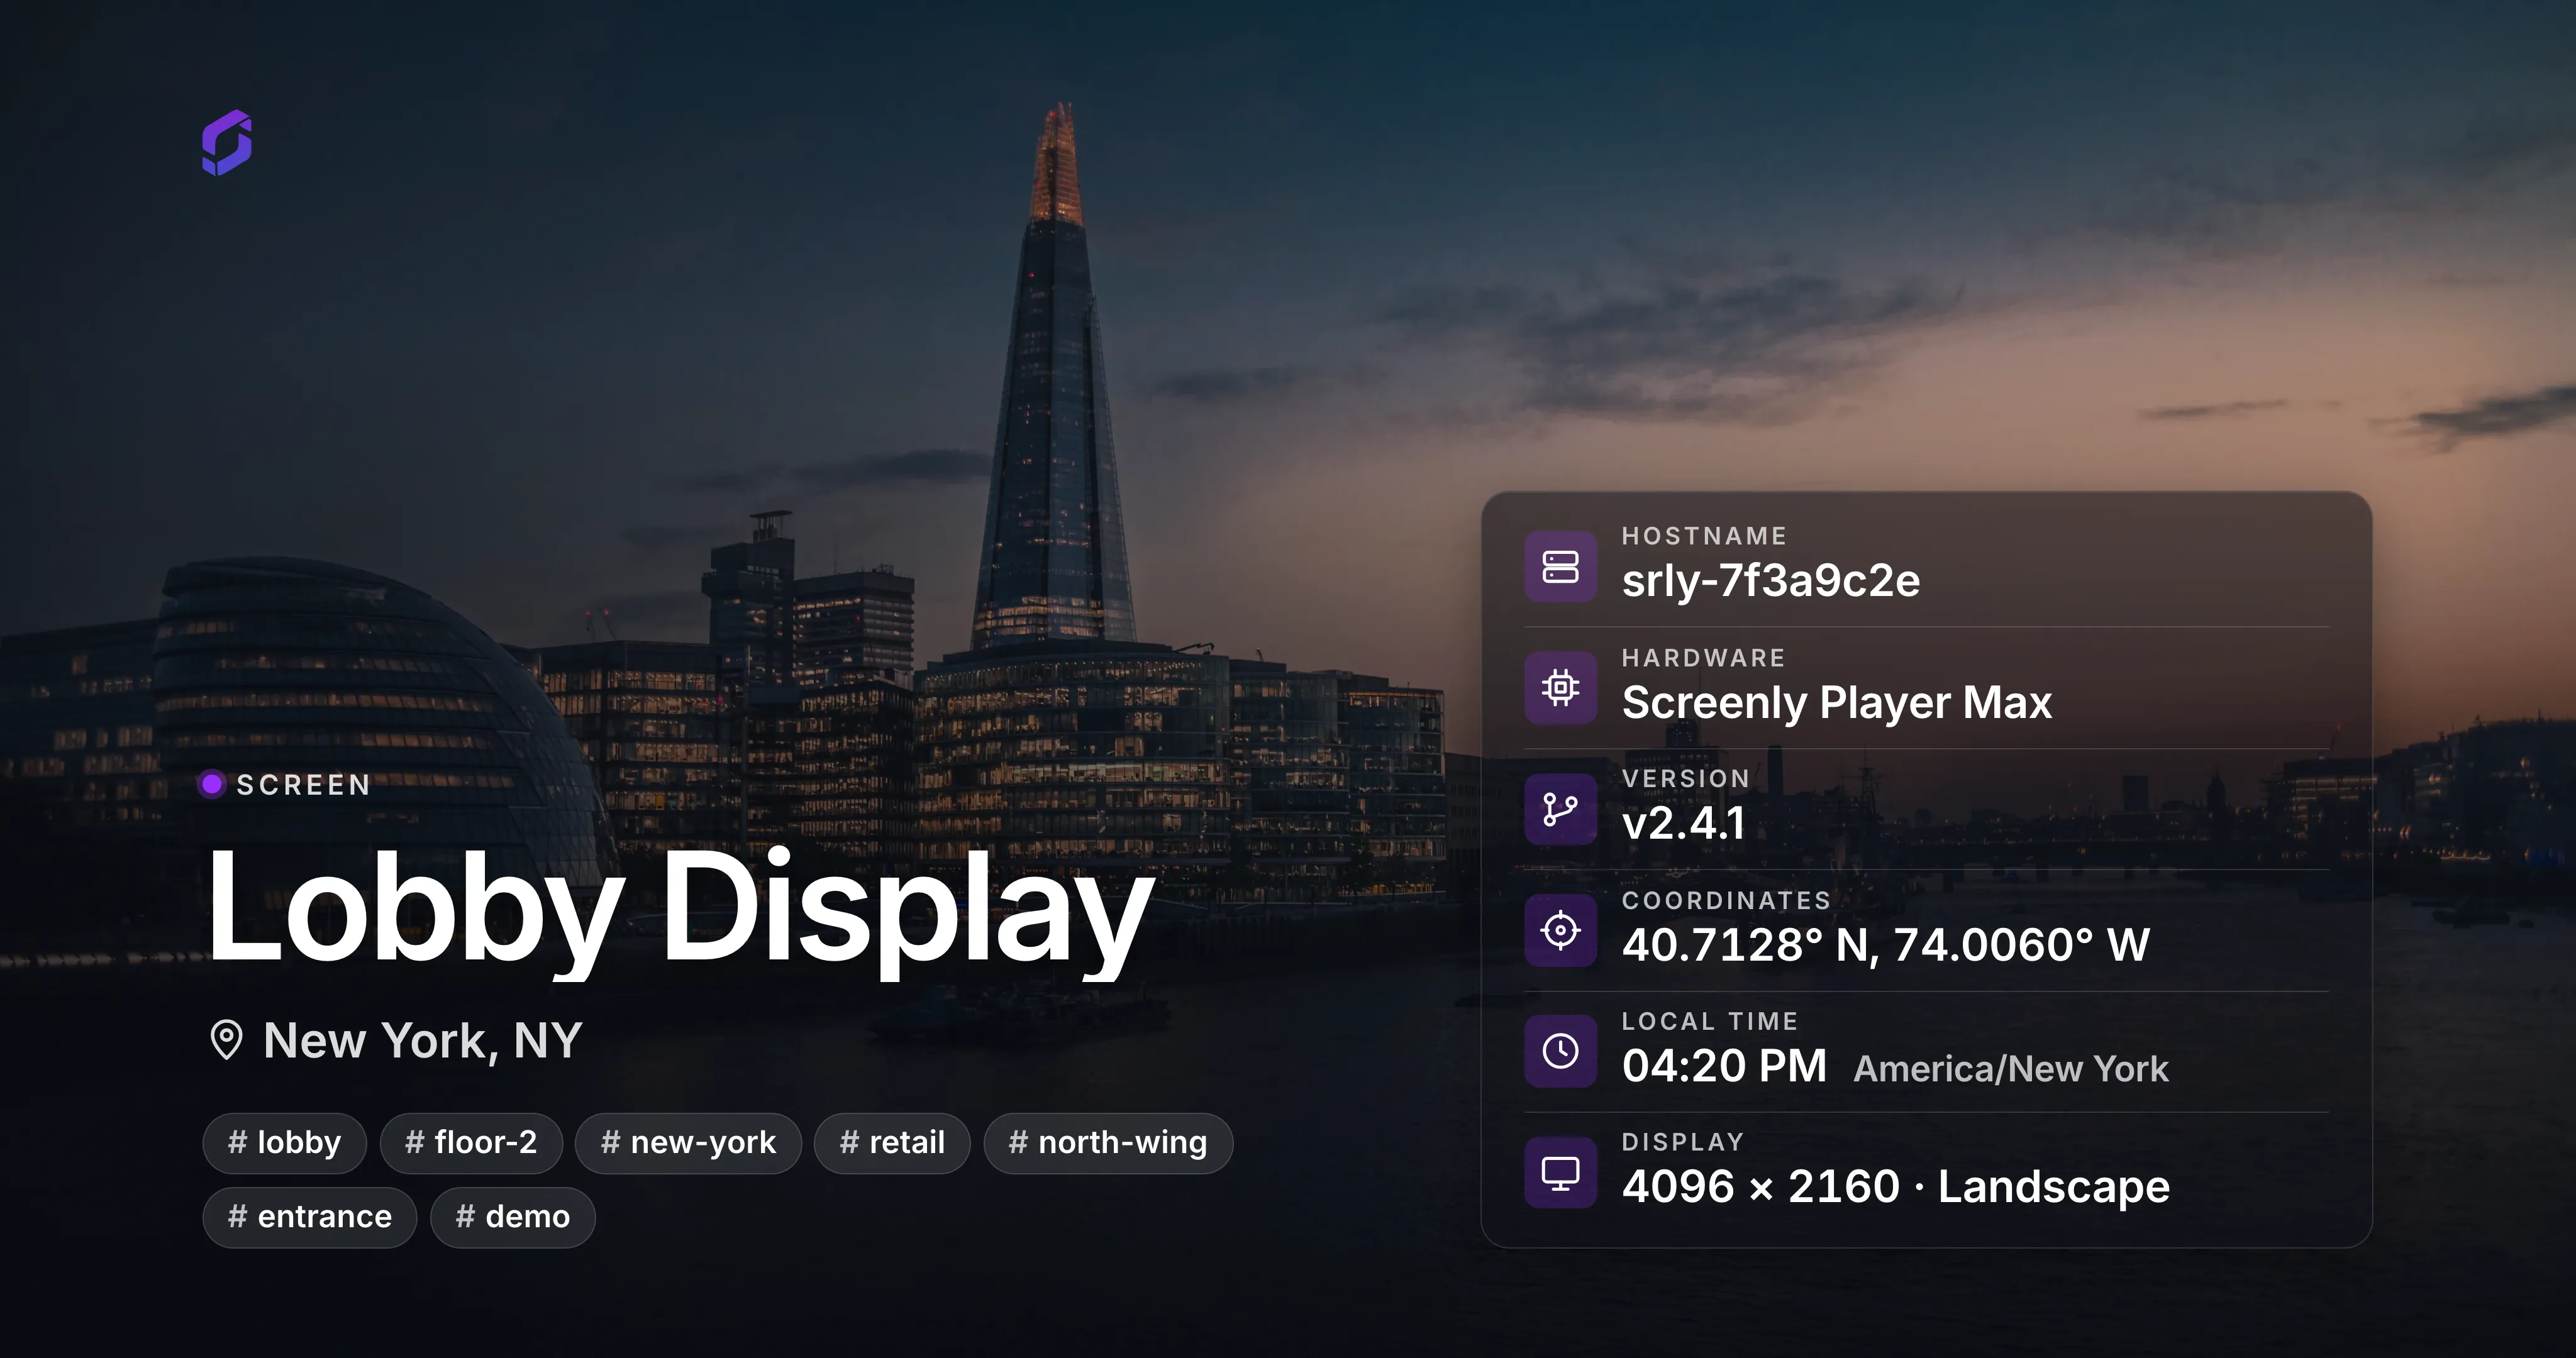 SCREEN
Lobby Display
New York, NY
# lobby # floor-2 # new-york # retail # north-wing
# entrance # demo
HOSTNAME
srly-7f3a9c2e
HARDWARE
Screenly Player Max
VERSION
v2.4.1
COORDINATES
40.7128° N, 74.0060° W
LOCAL TIME
04:20 PM America/New York
DISPLAY
4096 × 2160 · Landscape